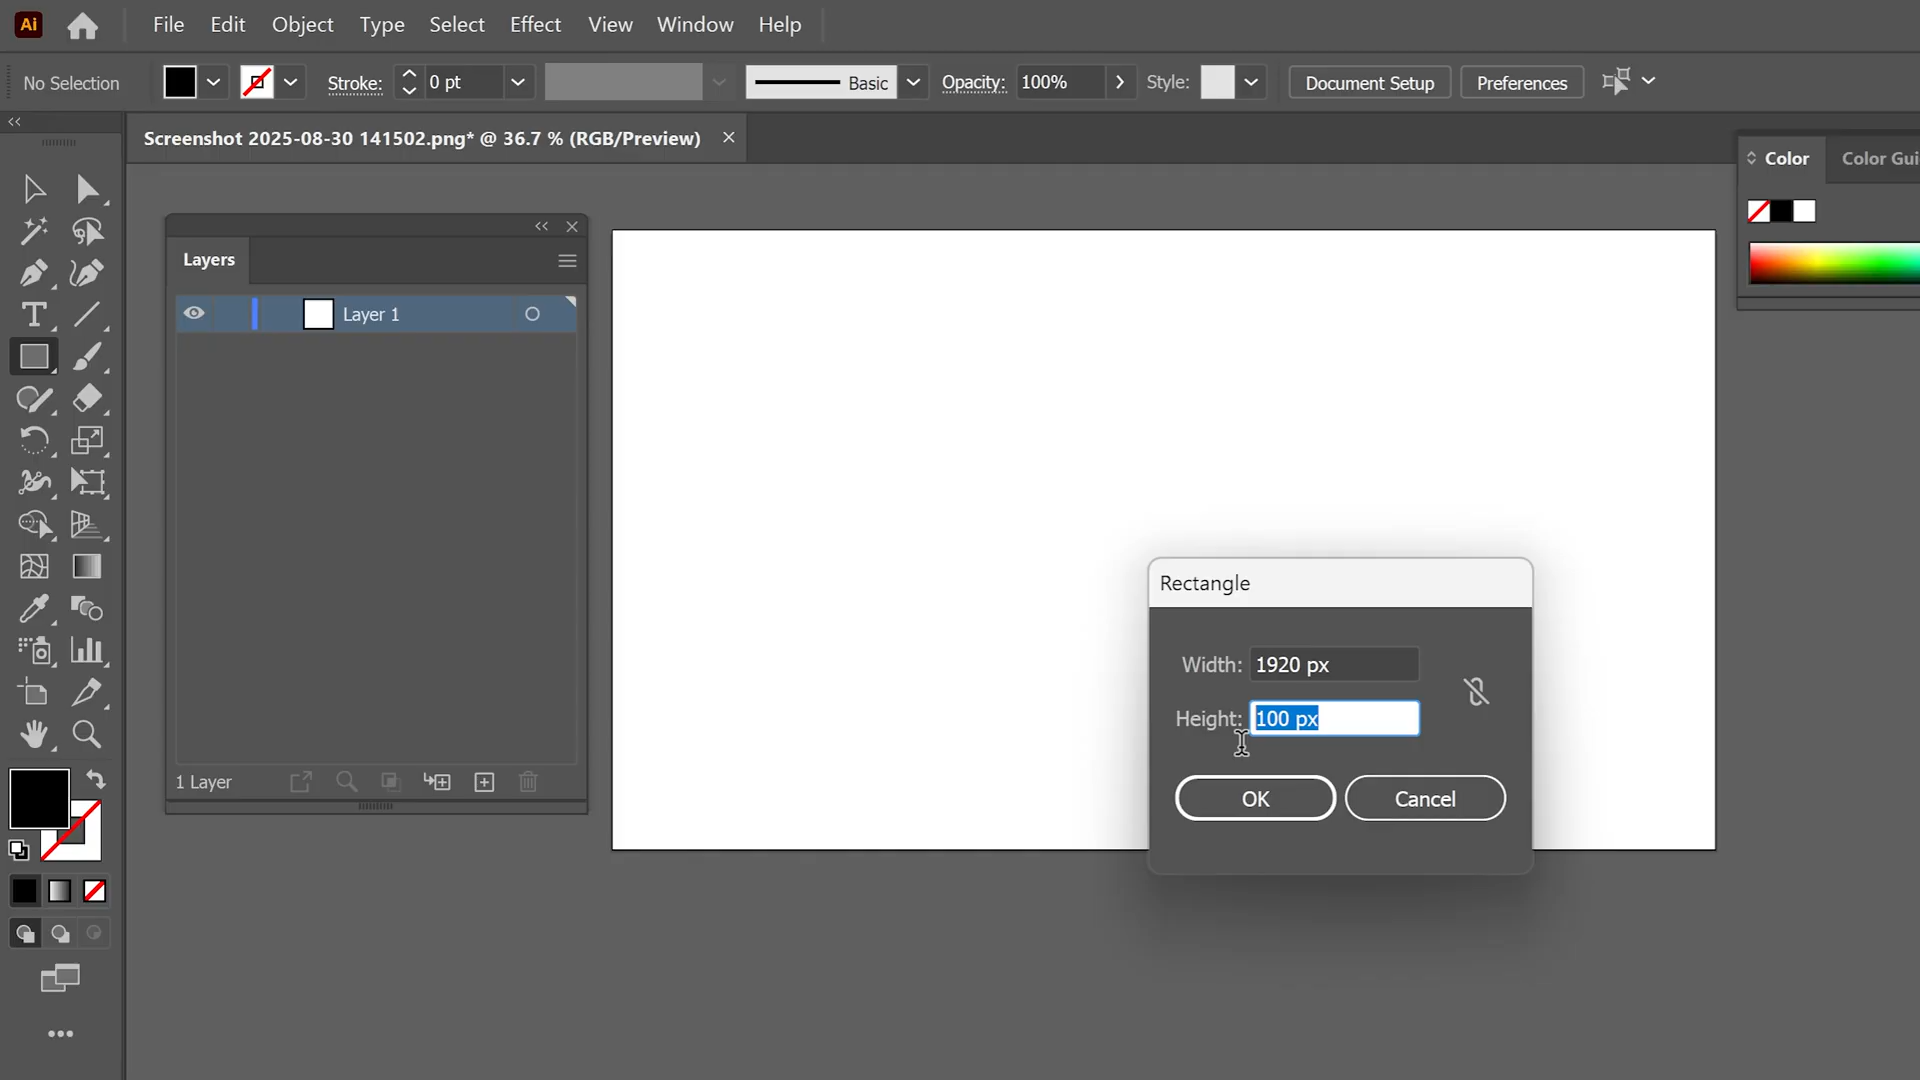 Ai File Edit Object Type Select Effect View Window Help
No Selection Stroke: 0 pt Basic Opacity: 100% Style: Document Setup Preferences
Screenshot 2025-08-30 141502.png* @ 36.7 % (RGB/Preview)
Color Color Gui
Layers
Layer 1
T
Rectangle
Width: 1920 px
Height: 100 px
OK Cancel
1 Layer